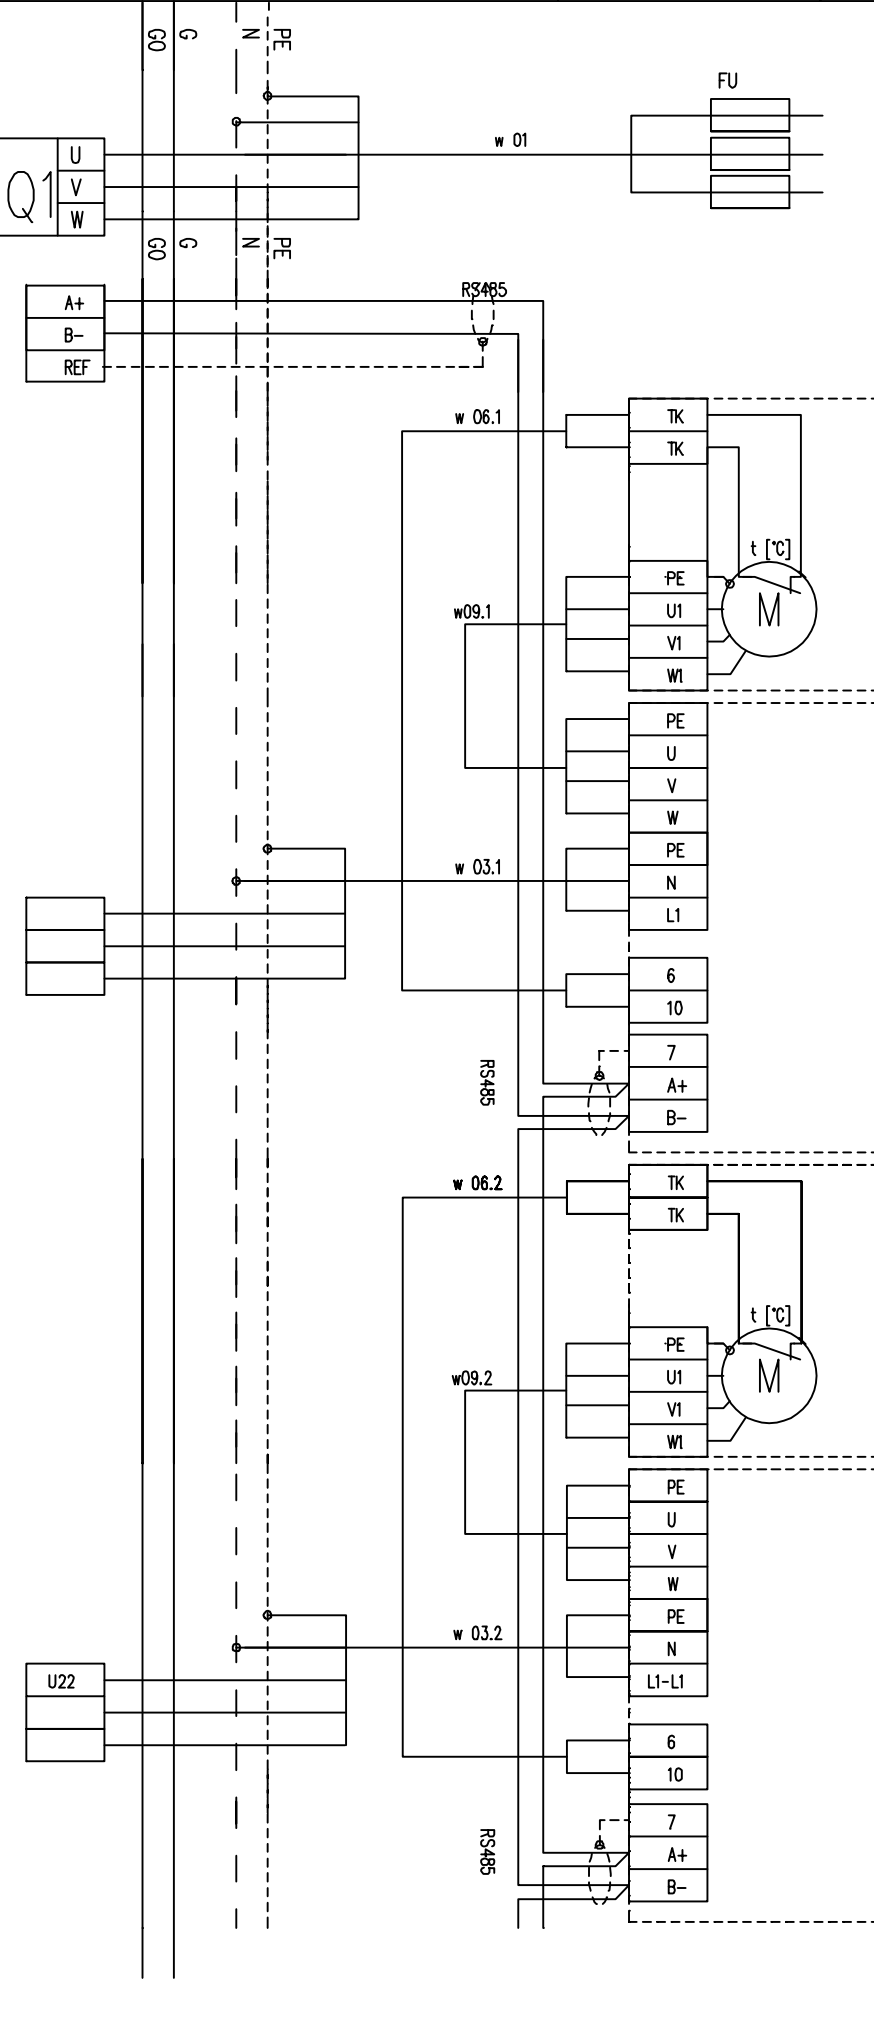 G0 G N PE
FU
w 01
Q1
U
V
W
G0 G N PE
RS485
A+
B-
REF
w 06.1
TK
TK
t [°C]
PE
M
U1
w09.1
V1
W1
PE
U
V
W
PE
w 03.1
N
L1
6
10
7
RS485
A+
B-
w 06.2
TK
TK
t [°C]
PE
M
U1
w09.2
V1
W1
PE
U
V
W
PE
w 03.2
N
U22
L1-L1
6
10
7
RS485
A+
B-